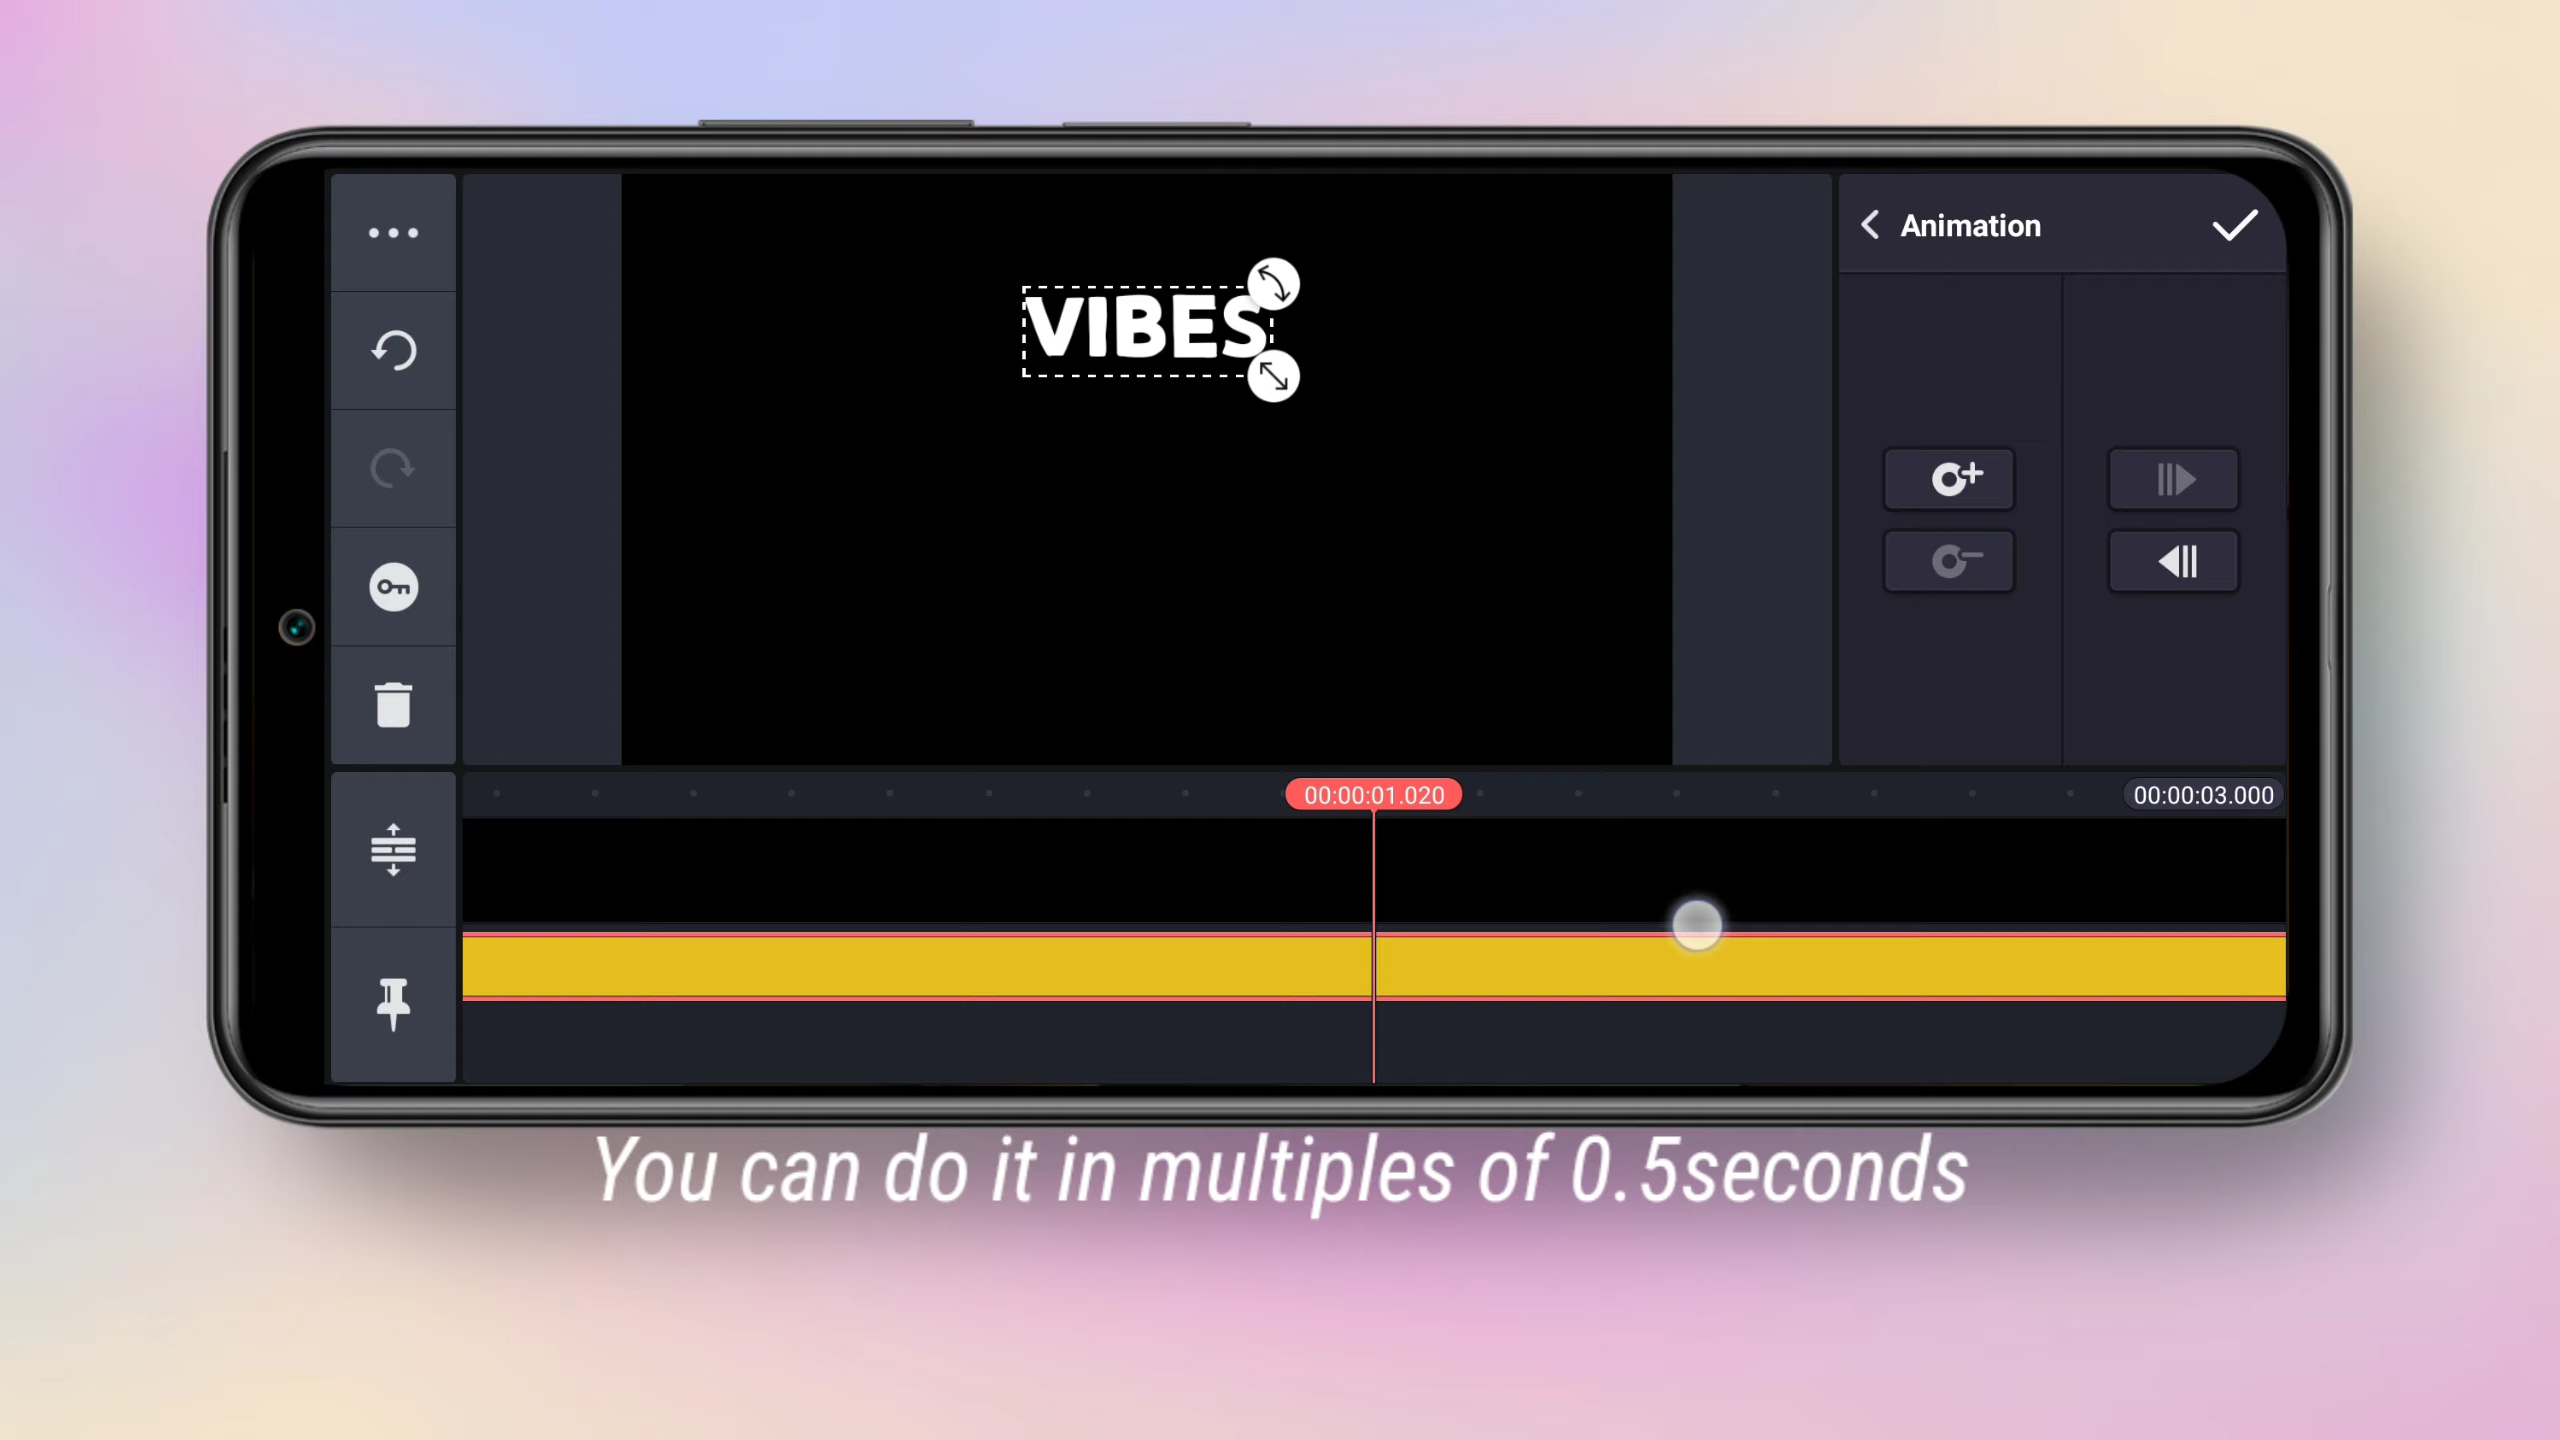 Animation
VIBES
00:00:01.020
00:00:03.000
You can do it in multiples of 0.5seconds